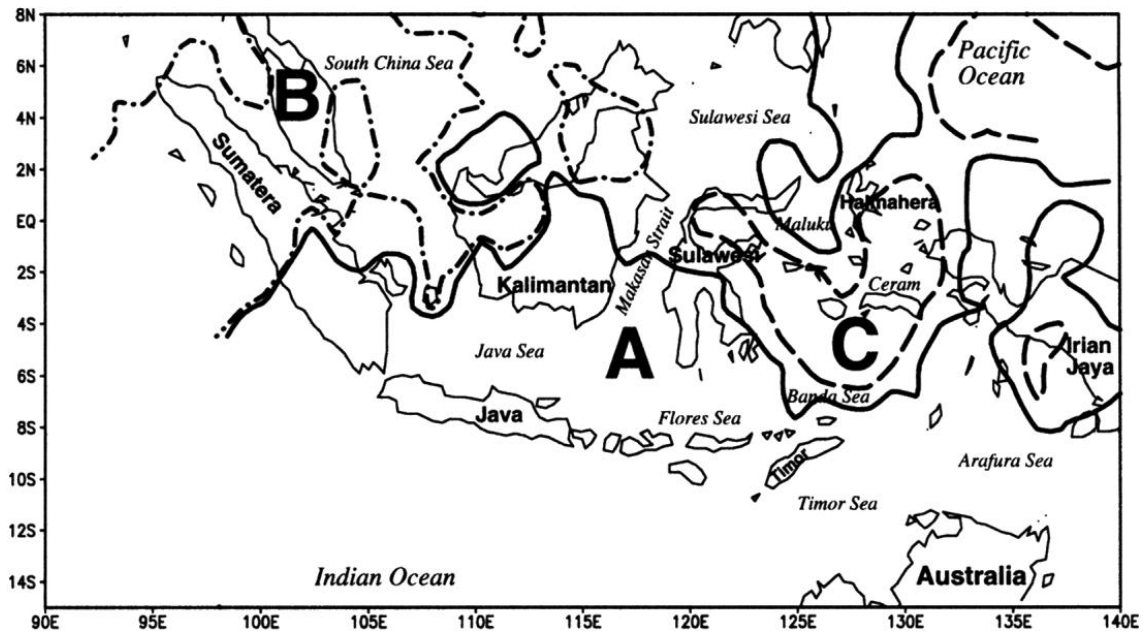 8N
6N
4N
2N
EQ
2S
4S
6S
8S
10S
12S
14S
South China Sea
Pacific
Ocean
B
Sulawesi Sea
Sumatera
Halmahera
Maluku
Makasar Strait
Sulawesi
Kalimantan
Ceram
A
C
Java Sea
Irian
Jaya
Banda Sea
Java
Flores Sea
Timor
Arafura Sea
Timor Sea
Indian Ocean
Australia
90E 95E 100E 105E 110E 115E 120E 125E 130E 135E 140E